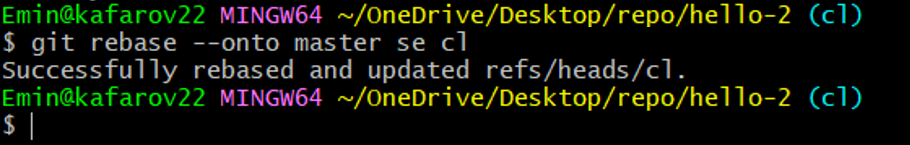 Emin@kafarov22 MINGW64 ~/OneDrive/Desktop/repo/hello-2 (cl)
$ git rebase --onto master se cl
Successfully rebased and updated refs/heads/cl.
Emin@kafarov22 MINGW64 ~/OneDrive/Desktop/repo/hello-2 (cl)
$